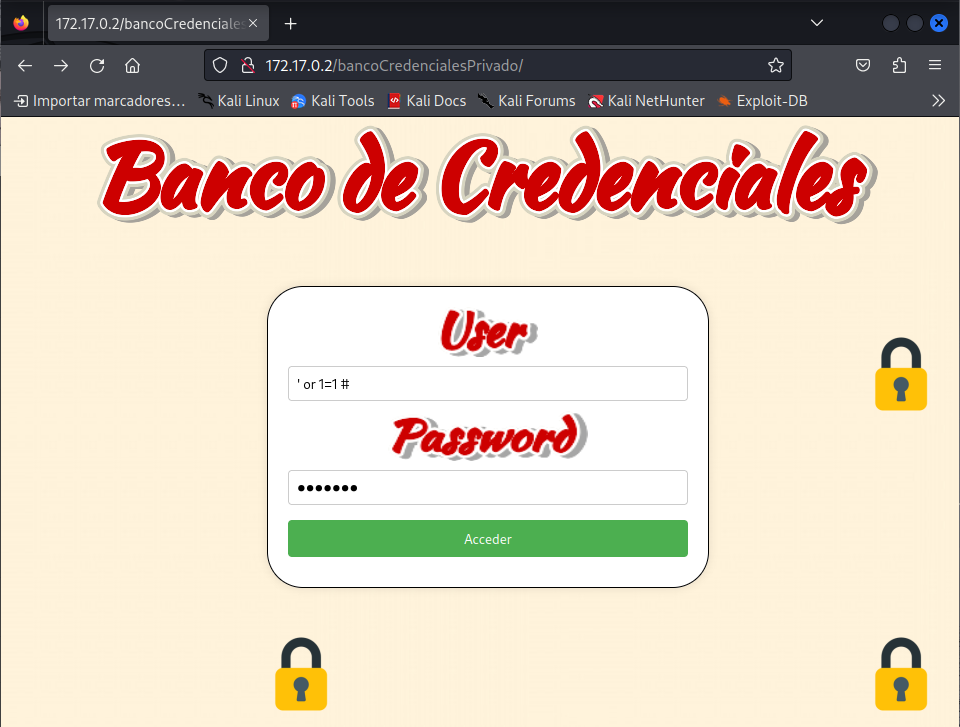 172.17.0.2/bancoCredenciales
172.17.0.2/bancoCredencialesPrivado/
Importar marcadores... Kali Linux Kali Tools Kali Docs Kali Forums Kali NetHunter Exploit-DB
Banco de Credenciales
User
' or 1=1 #
Password
•••••••
Acceder